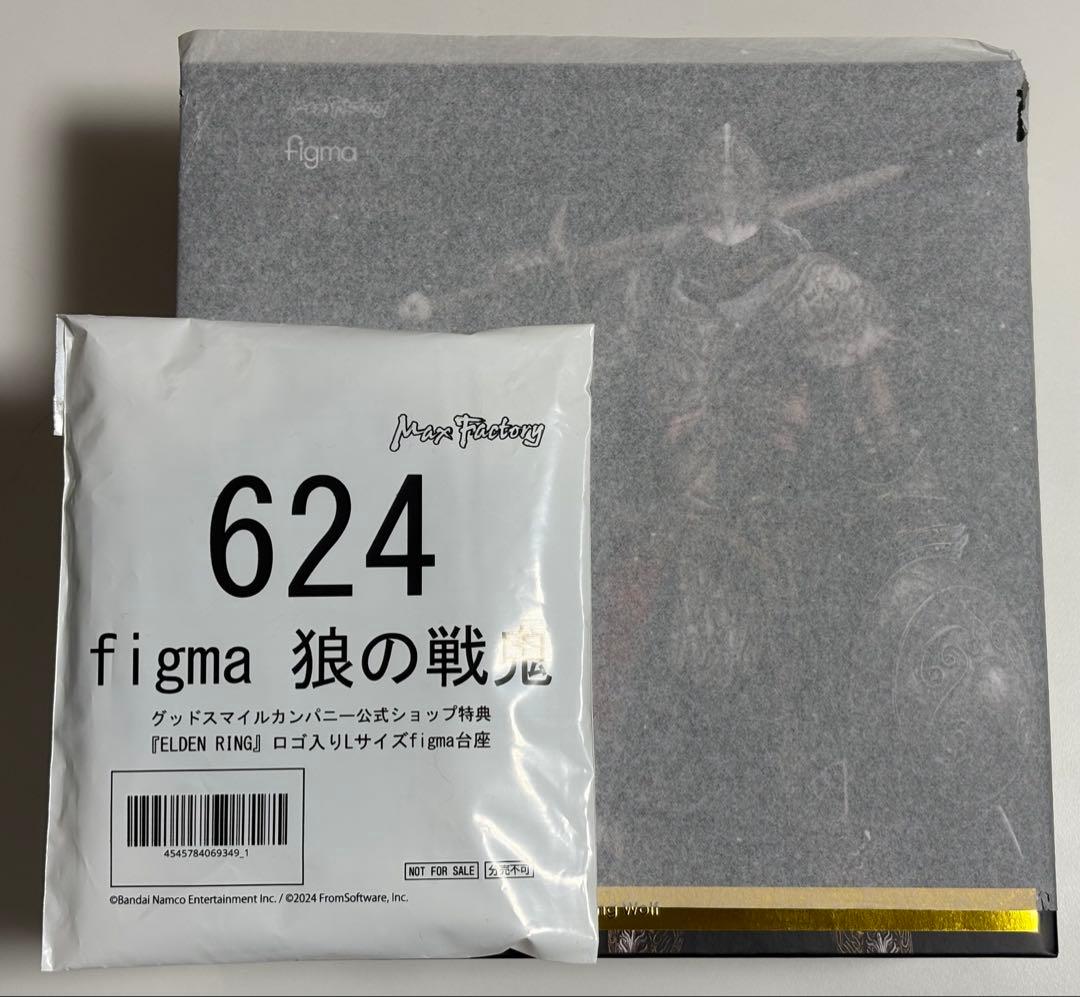 Max Factory
figma
Max Factory
624
figma 狼の戦鬼
グッドスマイルカンパニー公式ショップ特典
『ELDEN RING』ロゴ入りLサイズfigma台座
4545784069349_1
NOT FOR SALE 分売不可
©Bandai Namco Entertainment Inc. / ©2024 FromSoftware, Inc.
Wolf